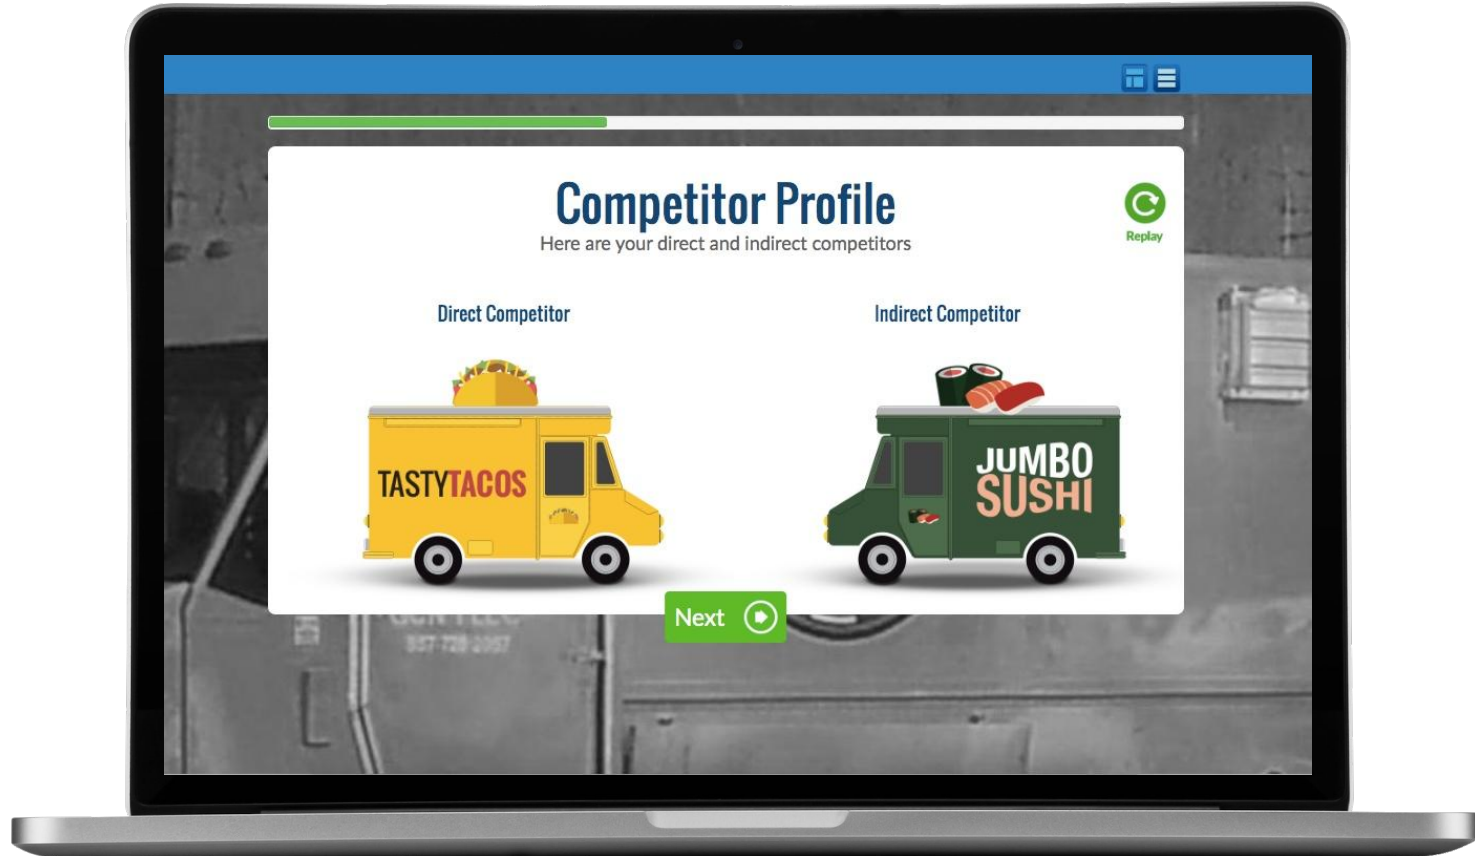 Competitor Profile
Here are your direct and indirect competitors
Replay
Direct Competitor
Indirect Competitor
TASTYTACOS
JUMBO
SUSHI
Next